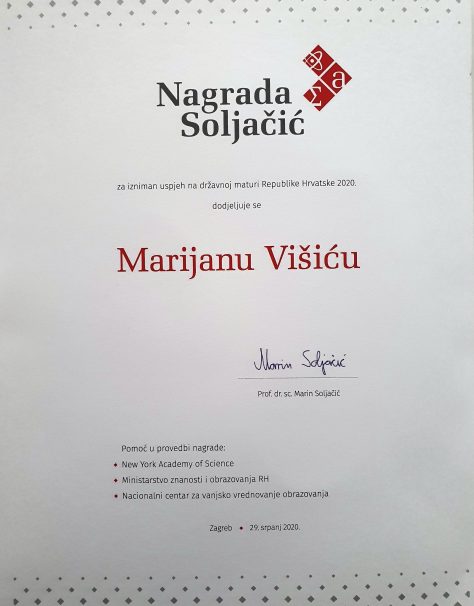 Nagrada
Soljačić
a
Σ
za izniman uspjeh na državnoj maturi Republike Hrvatske 2020.
dodjeljuje se
Marijanu Višiću
Marin Soljačić
Prof. dr. sc. Marin Soljačić
Pomoć u provedbi nagrade:
New York Academy of Science
Ministarstvo znanosti i obrazovanja RH
Nacionalni centar za vanjsko vrednovanje obrazovanja
Zagreb ◆ 29. srpanj 2020.